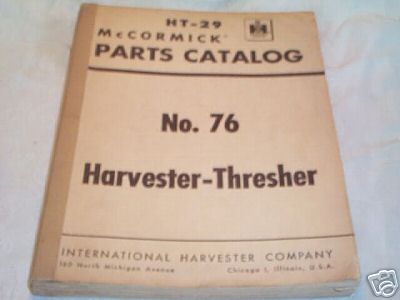 HT-29
McCORMICK
PARTS CATALOG
No. 76
Harvester-Thresher
INTERNATIONAL HARVESTER COMPANY
180 North Michigan Avenue Chicago 1, Illinois, U.S.A.